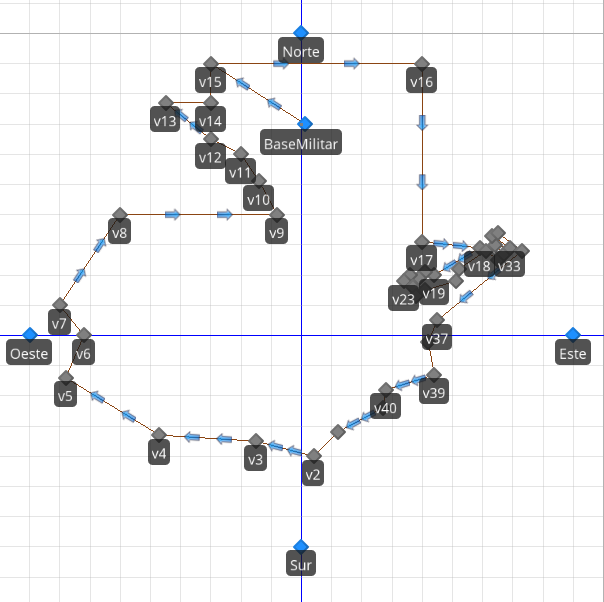 Norte
v15
v16
v13
v14
BaseMilitar
v12
v11
v10
v8
v9
v17
v18
v33
v19
v23
v7
v37
Oeste
v6
Este
v5
v39
v40
v4
v3
v2
Sur